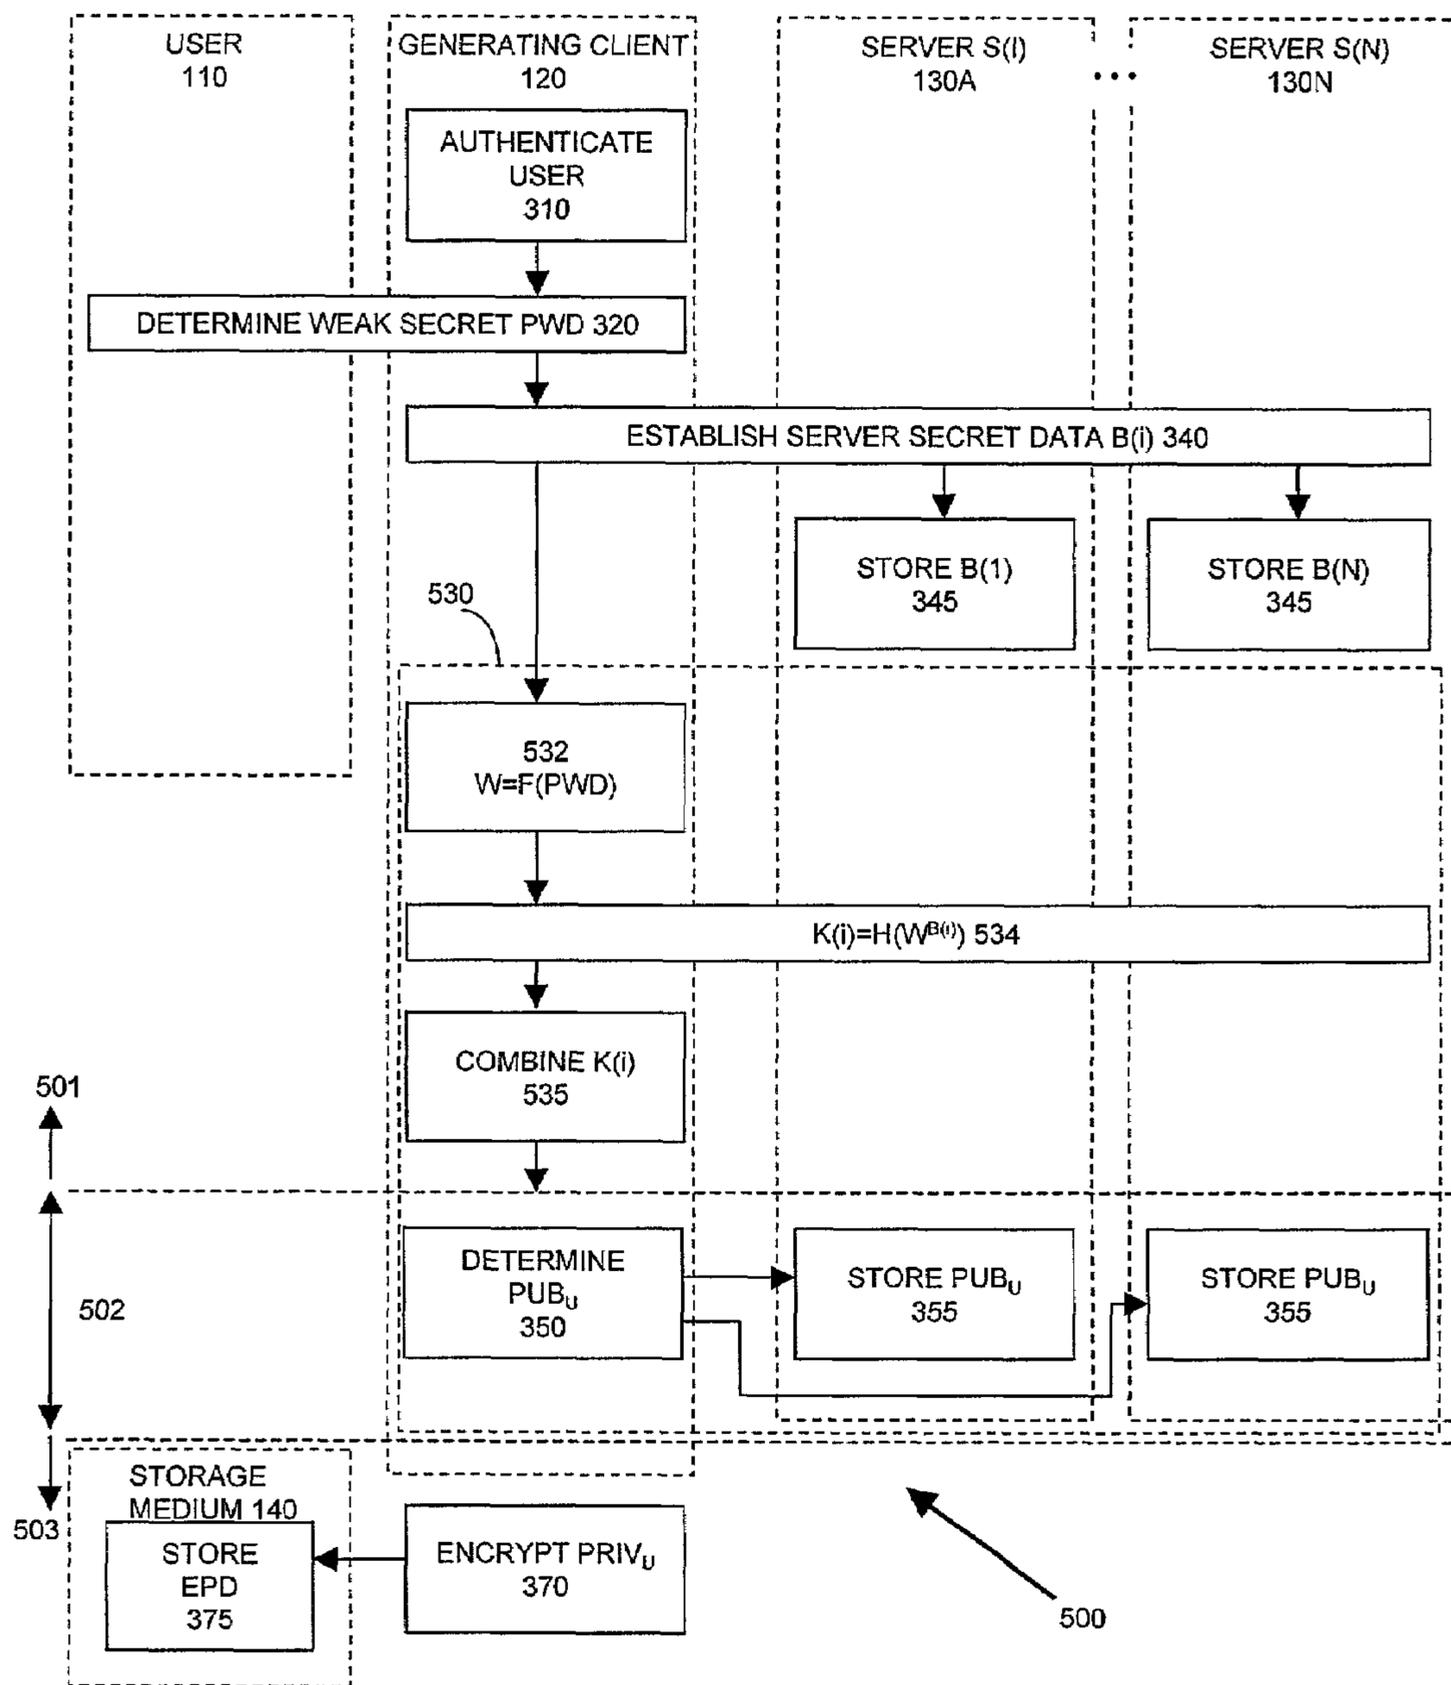 USER
110
GENERATING CLIENT
120
SERVER S(I)
130A
...
SERVER S(N)
130N
AUTHENTICATE
USER
310
DETERMINE WEAK SECRET PWD 320
ESTABLISH SERVER SECRET DATA B(i) 340
STORE B(1)
345
STORE B(N)
345
530
532
W=F(PWD)
K(i)=H(W^B(i)) 534
COMBINE K(i)
535
501
502
DETERMINE
PUB_U
350
STORE PUB_U
355
STORE PUB_U
355
503
STORAGE
MEDIUM 140
STORE
EPD
375
ENCRYPT PRIV_U
370
500